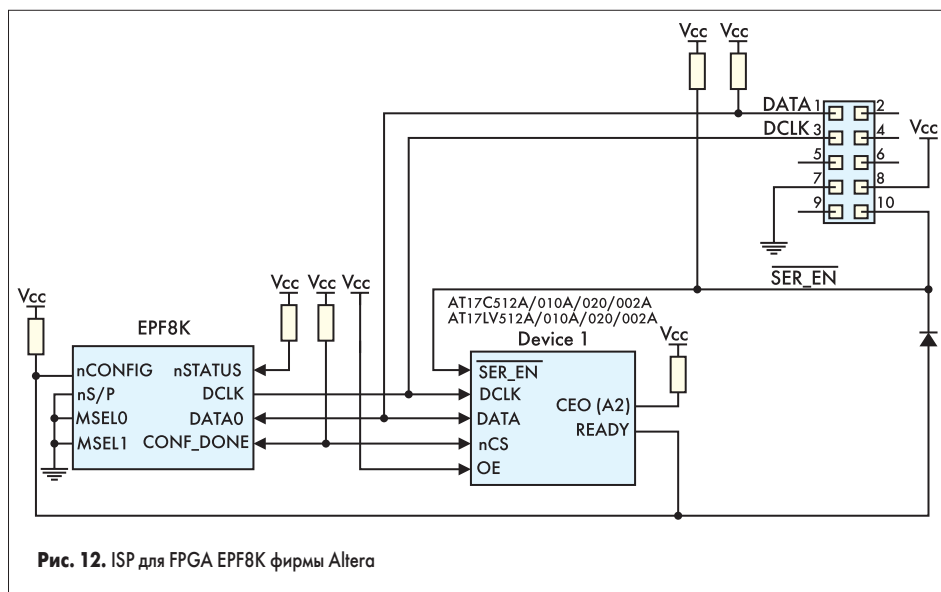 Vcc Vcc
DATA 1 2
DCLK 3 4 Vcc
5 6
7 8
9 10
SER_EN
Vcc Vcc Vcc
Vcc
AT17C512A/010A/020/002A
AT17LV512A/010A/020/002A
Device 1
Vcc
EPF8K
nCONFIG nSTATUS
nS/P DCLK
MSEL0 DATA0
MSEL1 CONF_DONE
SER_EN
DCLK
DATA
nCS
OE
CEO (A2)
READY
Рис. 12. ISP для FPGA EPF8K фирмы Altera